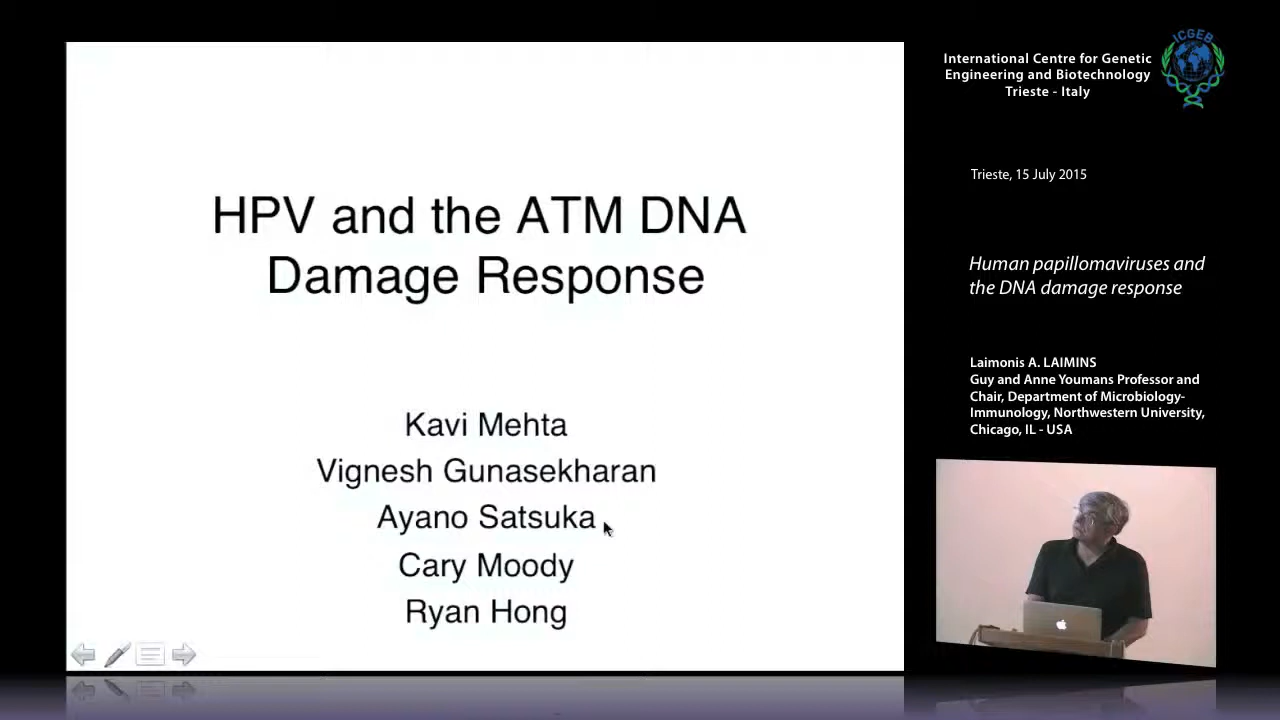 HPV and the ATM DNA
Damage Response
Kavi Mehta
Vignesh Gunasekharan
Ayano Satsuka
Cary Moody
Ryan Hong
International Centre for Genetic
Engineering and Biotechnology
Trieste - Italy
ICGEB
Trieste, 15 July 2015
Human papillomaviruses and
the DNA damage response
Laimonis A. LAIMINS
Guy and Anne Youmans Professor and
Chair, Department of Microbiology-
Immunology, Northwestern University,
Chicago, IL - USA